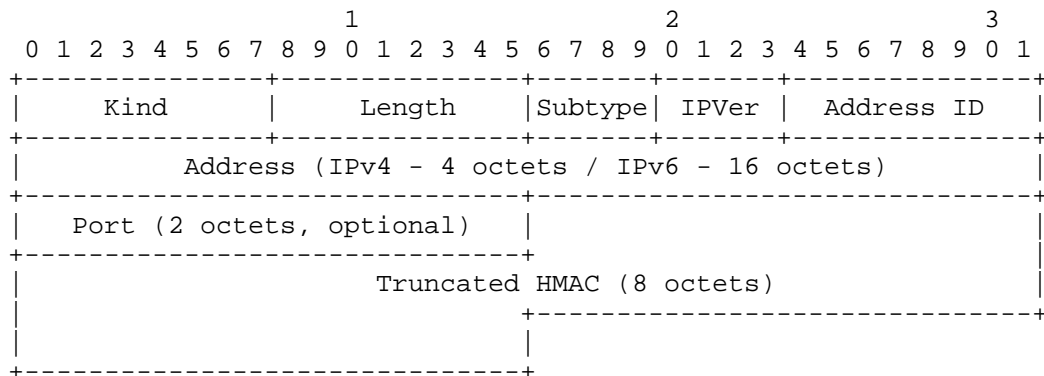 1 2 3
0 1 2 3 4 5 6 7 8 9 0 1 2 3 4 5 6 7 8 9 0 1 2 3 4 5 6 7 8 9 0 1
Kind Length Subtype IPVer Address ID
Address (IPv4 - 4 octets / IPv6 - 16 octets)
Port (2 octets, optional)
Truncated HMAC (8 octets)